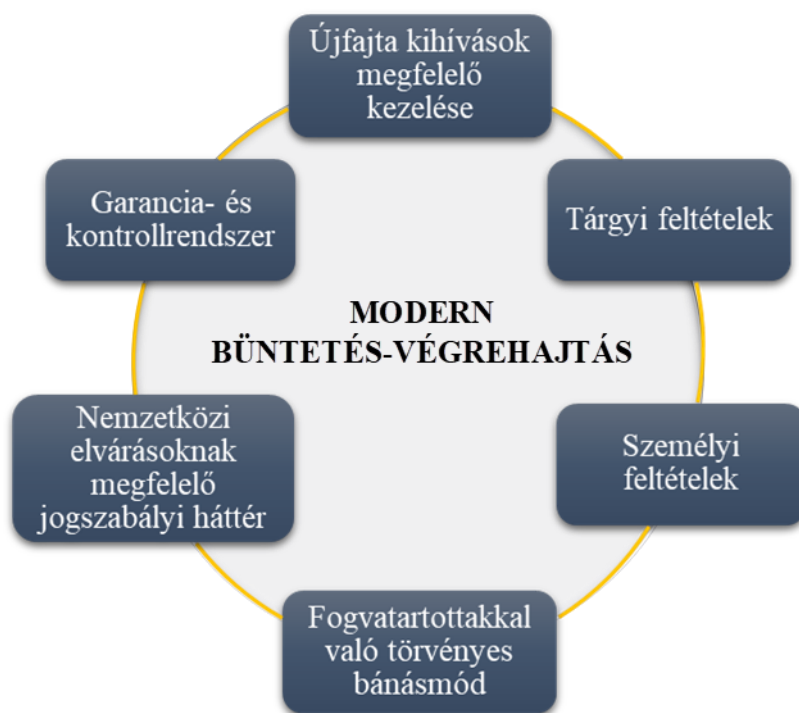 Újfajta kihívások
megfelelő
kezelése
Garancia- és
kontrollrendszer
Tárgyi feltételek
MODERN
BÜNTETÉS-VÉGREHAJTÁS
Nemzetközi
elvárásoknak
megfelelő
jogszabályi háttér
Személyi
feltételek
Fogvatartottakkal
való törvényes
bánásmód